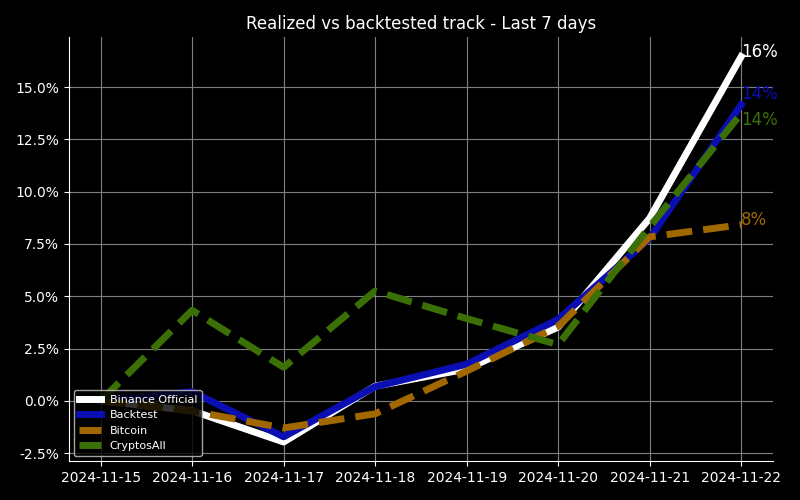 Realized vs backtested track - Last 7 days
16%
14%
14%
8%
15.0%
12.5%
10.0%
7.5%
5.0%
2.5%
0.0%
-2.5%
Binance Official
Backtest
Bitcoin
CryptosAll
2024-11-15 2024-11-16 2024-11-17 2024-11-18 2024-11-19 2024-11-20 2024-11-21 2024-11-22